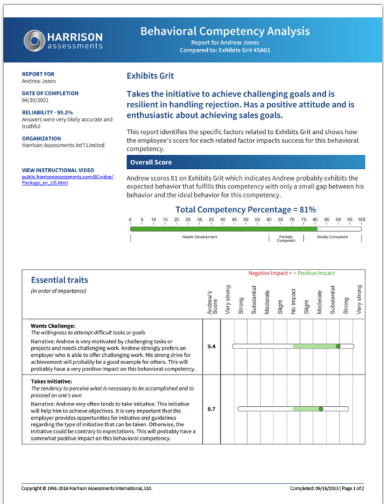 HARRISON
assessments
Behavioral Competency Analysis
Report for Andrew Jones
Compared to: Exhibits Grit #SA01
REPORT FOR
Andrew Jones
DATE OF COMPLETION
04/20/2021
RELIABILITY - 99.2%
Answers were very likely accurate and
truthful
ORGANIZATION
Harrison Assessments Int'l Limited
VIEW INSTRUCTIONAL VIDEO
Exhibits Grit
Takes the initiative to achieve challenging goals and is
resilient in handling rejection. Has a positive attitude and is
enthusiastic about achieving sales goals.
This report identifies the specific factors related to Exhibits Grit and shows how
the employee's score for each related factor impacts success for this behavioral
competency.
Overall Score
Andrew scores 81 on Exhibits Grit which indicates Andrew probably exhibits the
expected behavior that fulfills this competency with only a small gap between his
behavior and the ideal behavior for this competency.
Total Competency Percentage = 81%
0 5 10 15 20 25 30 35 40 45 50 55 60 65 70 75 80 85 90 95 100
Needs Development
Partially
Competent
Mostly Competent
Essential traits
(in order of importance)
Negative Impact < > Positive Impact
Andrew's
Score
Very strong
Strong
Substantial
Moderate
Slight
No impact
Slight
Moderate
Substantial
Strong
Very strong
Wants Challenge:
The willingness to attempt difficult tasks or goals
Narrative: Andrew is very motivated by challenging tasks or
projects and needs challenging work. Andrew strongly prefers an
employer who is able to offer challenging work. His strong drive for
achievement will probably be a good example of others. This will
probably have a very positive impact on this behavioral competency.
9.4
Takes Initiative:
The tendency to perceive what is necessary to be accomplished and to
proceed on one's own
Narrative: Andrew very often tends to take initiative. This initiative
will help him to achieve objectives. It is very important that the
employer provides opportunities for initiative and guidelines
regarding the type of initiative that can be taken. Otherwise, the
initiative could be contrary to expectations. This will probably have a
somewhat positive impact on this behavioral competency.
8.7
Copyright © 1991-2018 Harrison Assessments International, Ltd.
Completed: 09/16/2013 | Page 1 of 2